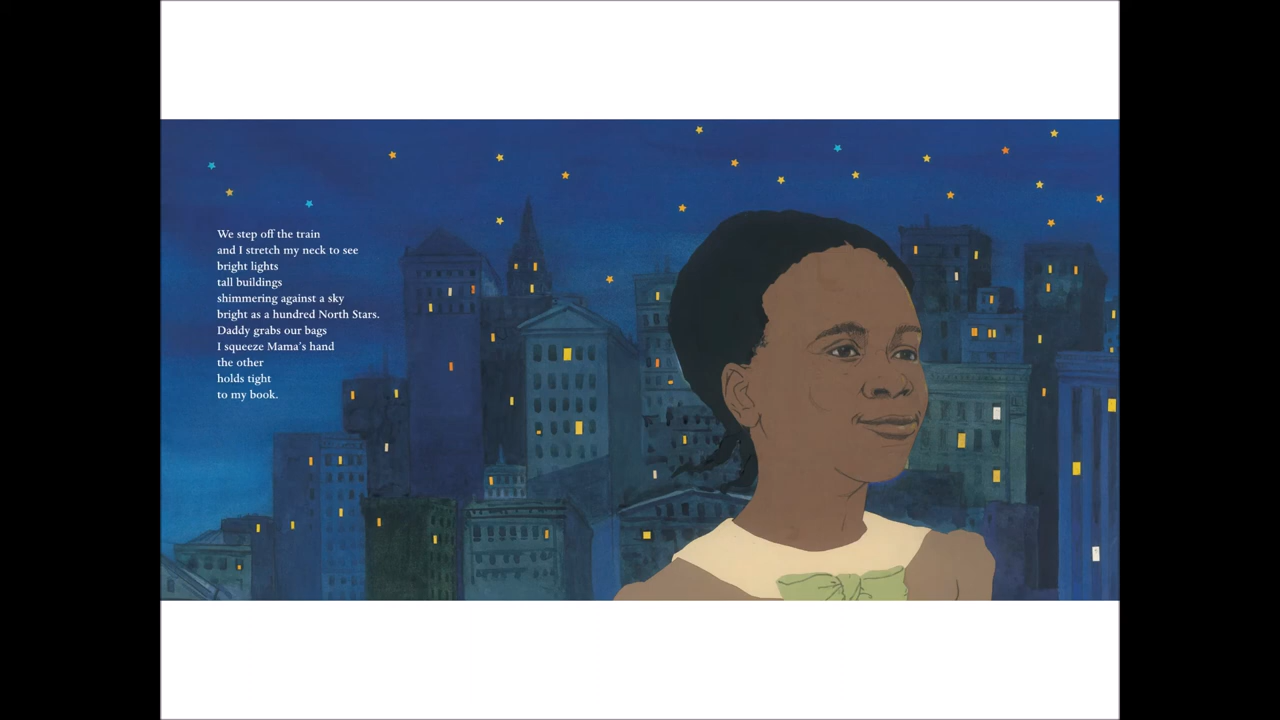 We step off the train
and I stretch my neck to see
bright lights
tall buildings
shimmering against a sky
bright as a hundred North Stars.
Daddy grabs our bags
I squeeze Mama's hand
the other
holds tight
to my book.